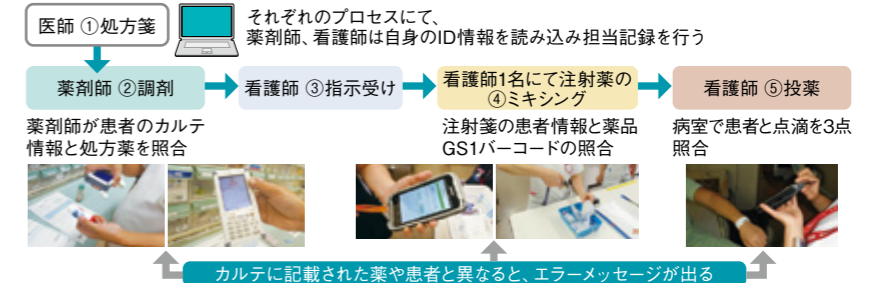 医師 ①処方箋
それぞれのプロセスにて、
薬剤師、看護師は自身のID情報を読み込み担当記録を行う
薬剤師 ②調剤
看護師 ③指示受け
看護師1名にて注射薬の
④ミキシング
看護師 ⑤投薬
薬剤師が患者のカルテ
情報と処方薬を照合
注射箋の患者情報と薬品
GS1バーコードの照合
病室で患者と点滴を3点
照合
カルテに記載された薬や患者と異なると、エラーメッセージが出る